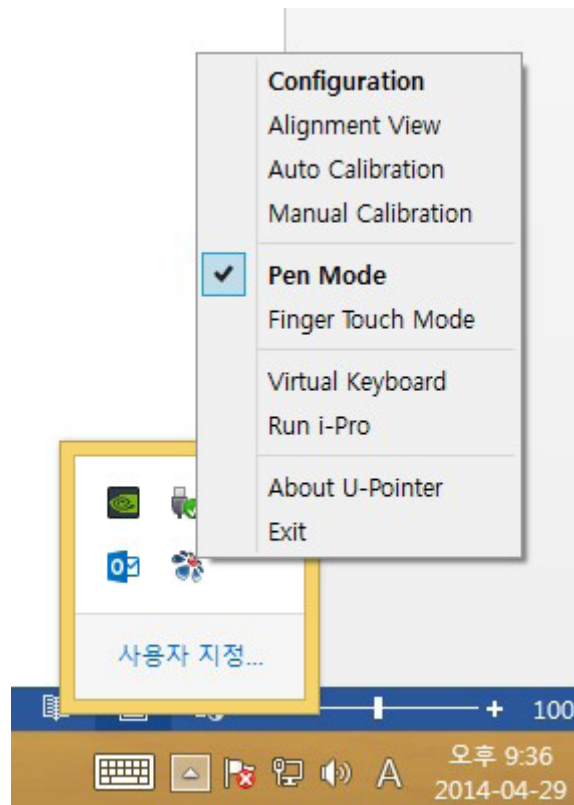 Configuration
Alignment View
Auto Calibration
Manual Calibration
Pen Mode
Finger Touch Mode
Virtual Keyboard
Run i-Pro
About U-Pointer
Exit
사용자 지정...
100
A
오후 9:36
2014-04-29